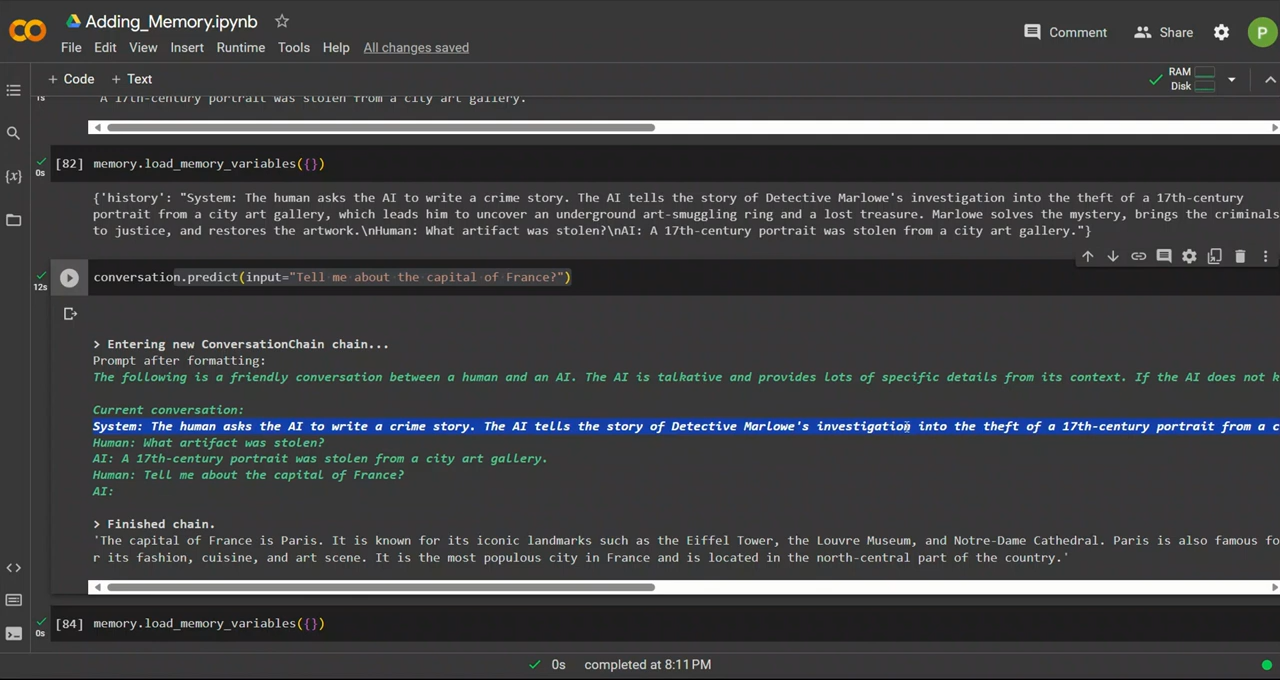 Adding_Memory.ipynb
File Edit View Insert Runtime Tools Help All changes saved
Comment Share P
+ Code + Text
RAM
Disk
1s
A 17th-century portrait was stolen from a city art gallery.
[82] memory.load_memory_variables({})
0s
{'history': "System: The human asks the AI to write a crime story. The AI tells the story of Detective Marlowe's investigation into the theft of a 17th-century
portrait from a city art gallery, which leads him to uncover an underground art-smuggling ring and a lost treasure. Marlowe solves the mystery, brings the criminals
to justice, and restores the artwork.\nHuman: What artifact was stolen?\nAI: A 17th-century portrait was stolen from a city art gallery."}
conversation.predict(input="Tell me about the capital of France?")
12s
> Entering new ConversationChain chain...
Prompt after formatting:
The following is a friendly conversation between a human and an AI. The AI is talkative and provides lots of specific details from its context. If the AI does not k
Current conversation:
System: The human asks the AI to write a crime story. The AI tells the story of Detective Marlowe's investigation into the theft of a 17th-century portrait from a c
Human: What artifact was stolen?
AI: A 17th-century portrait was stolen from a city art gallery.
Human: Tell me about the capital of France?
AI:
> Finished chain.
'The capital of France is Paris. It is known for its iconic landmarks such as the Eiffel Tower, the Louvre Museum, and Notre-Dame Cathedral. Paris is also famous fo
r its fashion, cuisine, and art scene. It is the most populous city in France and is located in the north-central part of the country.'
[84] memory.load_memory_variables({})
0s
0s completed at 8:11 PM